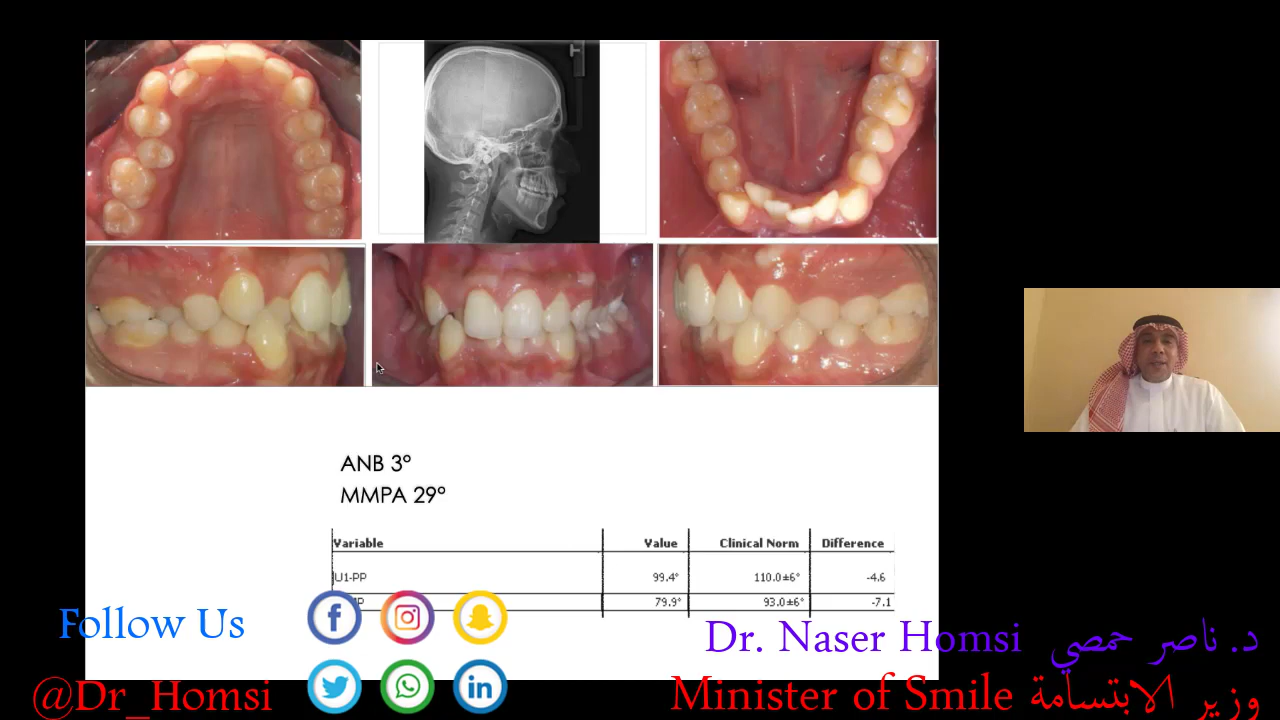 ANB 3°
MMPA 29°
Variable Value Clinical Norm Difference
U1-PP 99.4° 110.0±6° -4.6
79.9° 93.0±6° -7.1
Follow Us
Dr. Naser Homsi د. ناصر حمصي
@Dr_Homsi
Minister of Smile وزير الابتسامة